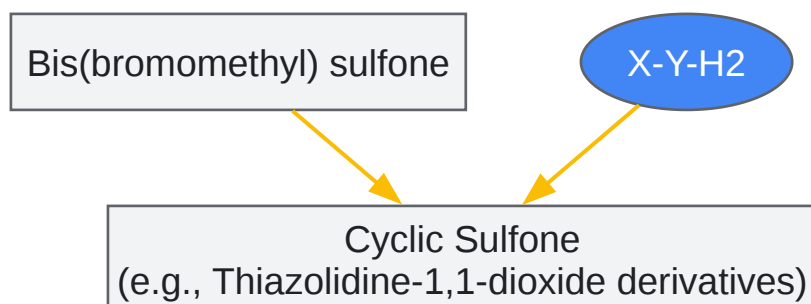 Bis(bromomethyl) sulfone
X-Y-H2
Cyclic Sulfone
(e.g., Thiazolidine-1,1-dioxide derivatives)